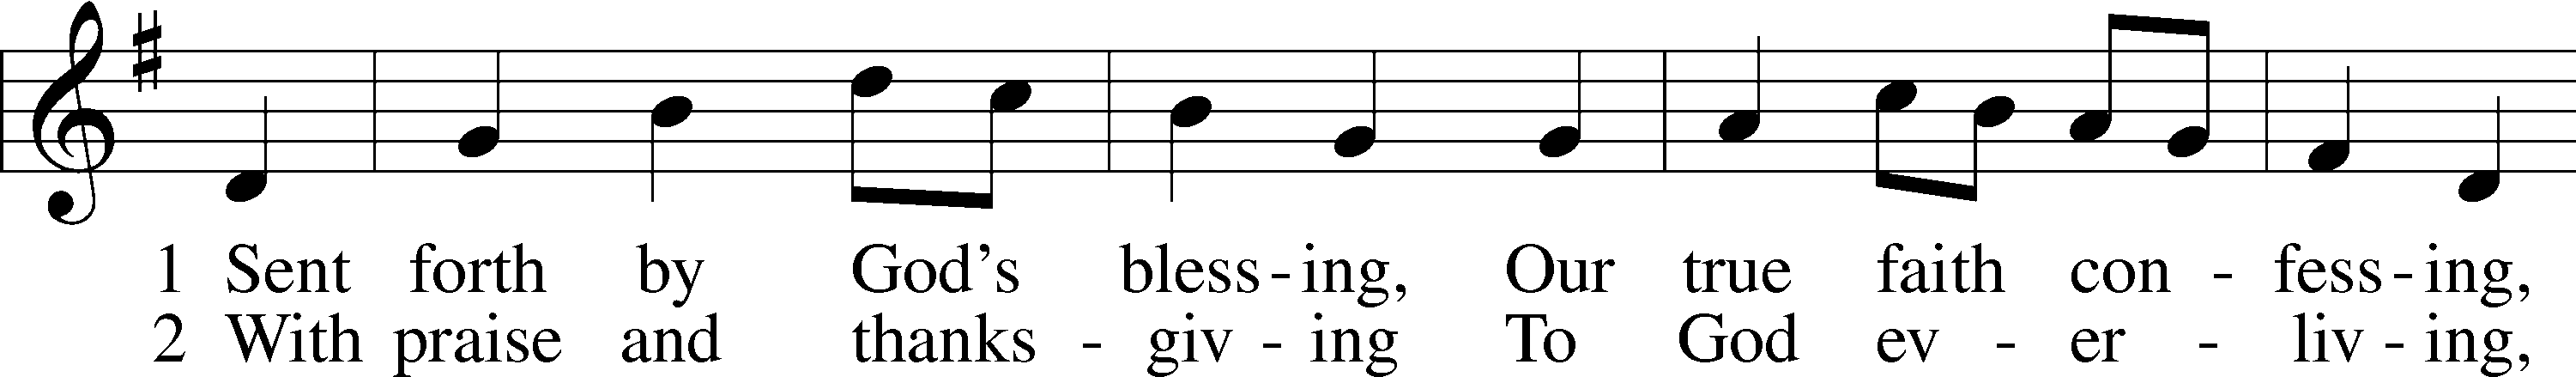 1 Sent forth by God's bless-ing, Our true faith con - fess-ing,
2 With praise and thanks - giv - ing To God ev - er - liv - ing,